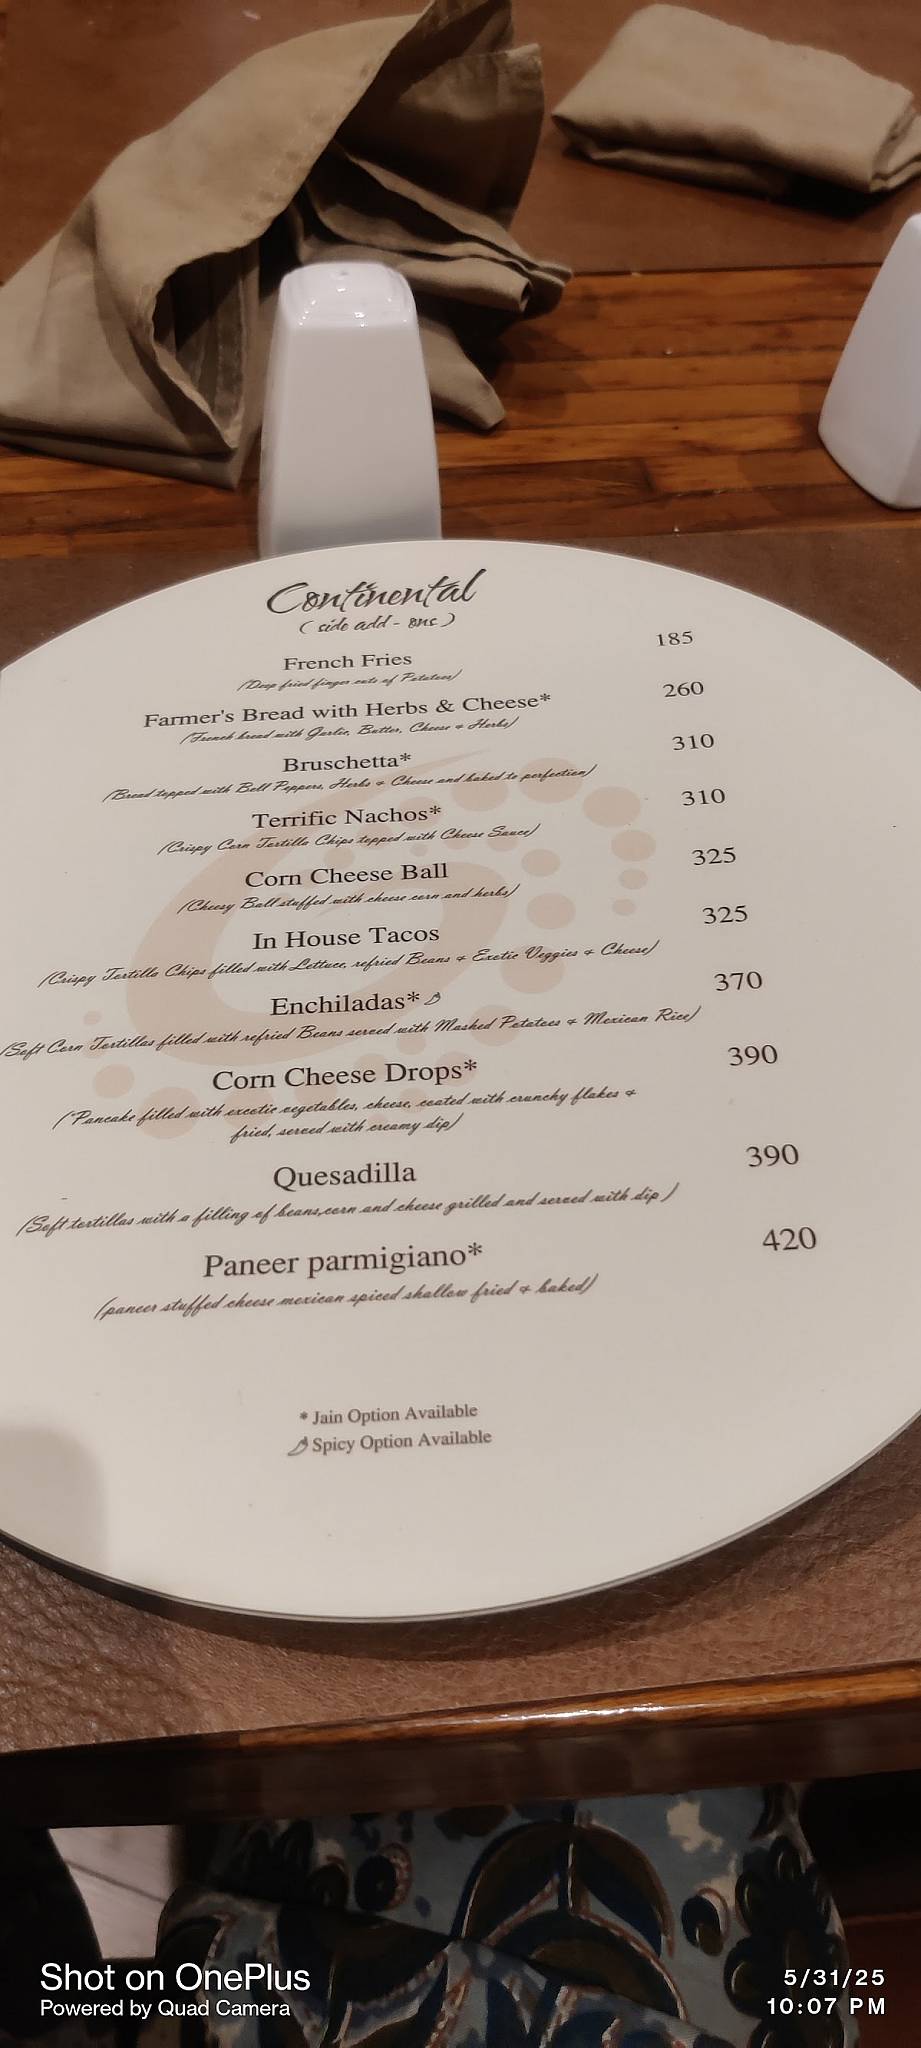 Continental
( side add - ons )
French Fries 185
(Deep fried finger cuts of Potatoes)
Farmer's Bread with Herbs & Cheese* 260
(French bread with Garlic, Butter, Cheese & Herbs)
Bruschetta* 310
(Bread topped with Bell Peppers, Herbs & Cheese and baked to perfection)
Terrific Nachos* 310
(Crispy Corn Tortilla Chips topped with Cheese Sauce)
Corn Cheese Ball 325
(Cheesy Ball stuffed with cheese corn and herbs)
In House Tacos 325
(Crispy Tortilla Chips filled with Lettuce, refried Beans & Exotic Veggies & Cheese)
Enchiladas* 370
(Soft Corn Tortillas filled with refried Beans served with Mashed Potatoes & Mexican Rice)
Corn Cheese Drops* 390
("Pancake filled with excotic vegetables, cheese, coated with crunchy flakes &
fried, served with creamy dip)
Quesadilla 390
(Soft tortillas with a filling of beans,corn and cheese grilled and served with dip )
Paneer parmigiano* 420
(paneer stuffed cheese mexican spiced shallow fried & baked)
* Jain Option Available
Spicy Option Available
Shot on OnePlus
Powered by Quad Camera
5/31/25
10:07 PM